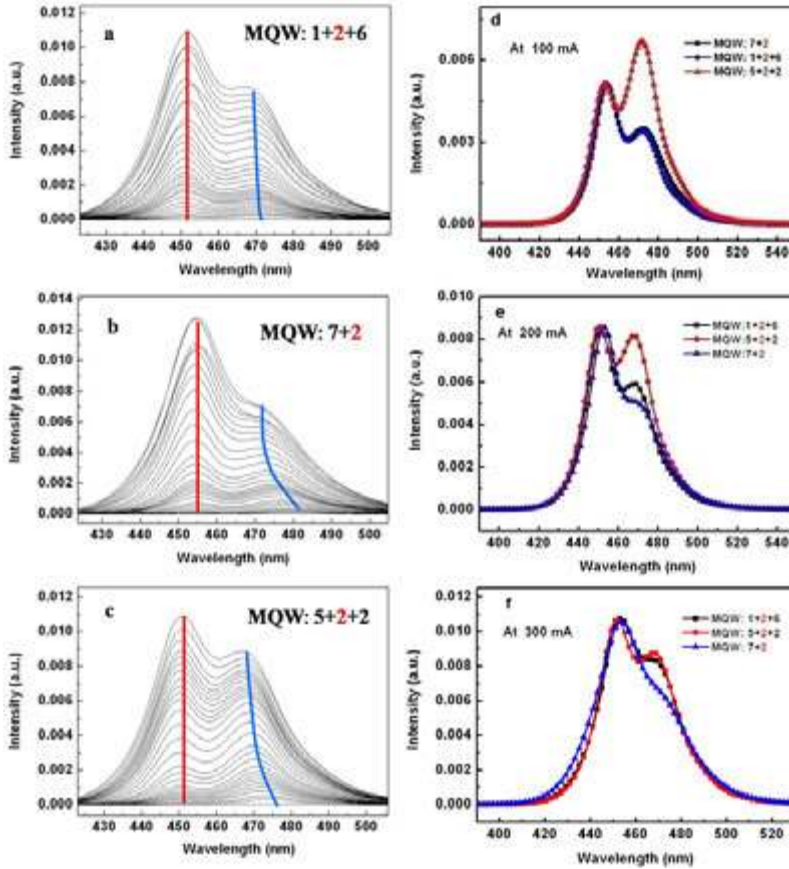 a
MQW: 1+2+6
Intensity (a.u.)
0.012
0.010
0.008
0.006
0.004
0.002
0.000
430 440 450 460 470 480 490 500
Wavelength (nm)
d
At 100 mA
MQW: 7+2
MQW: 1+2+6
MQW: 5+2+2
Intensity (a.u.)
0.006
0.003
0.000
400 420 440 460 480 500 520 540
Wavelength (nm)
b
MQW: 7+2
Intensity (a.u.)
0.014
0.012
0.010
0.008
0.006
0.004
0.002
0.000
430 440 450 460 470 480 490 500
Wavelength (nm)
e
At 200 mA
MQW: 1+2+6
MQW: 5+2+2
MQW: 7+2
Intensity (a.u.)
0.010
0.008
0.006
0.004
0.002
0.000
400 420 440 460 480 500 520 540
Wavelength (nm)
c
MQW: 5+2+2
Intensity (a.u.)
0.012
0.010
0.008
0.006
0.004
0.002
0.000
430 440 450 460 470 480 490 500
Wavelength (nm)
f
At 300 mA
MQW: 1+2+6
MQW: 5+2+2
MQW: 7+2
Intensity (a.u.)
0.012
0.010
0.008
0.006
0.004
0.002
0.000
400 420 440 460 480 500 520
Wavelength (nm)